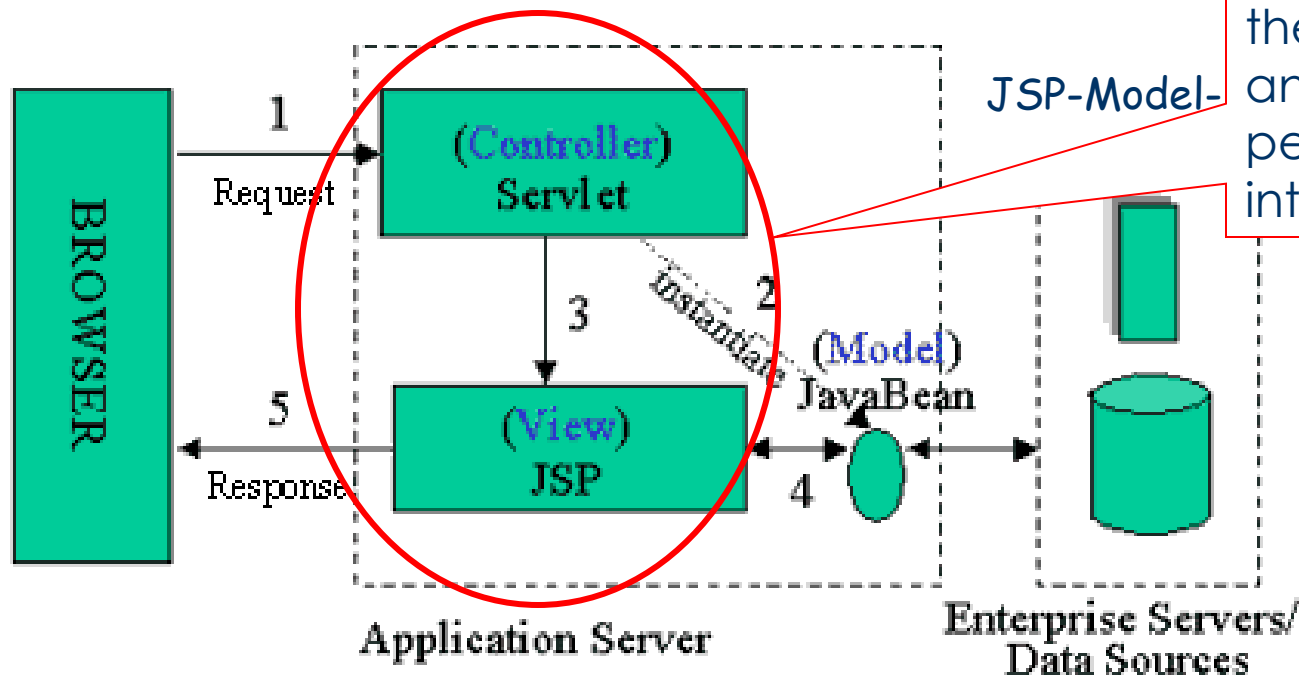 the
JSP-Model-
an
pe
int
1
Request
BROWSER
(Controller)
Servlet
2
instantiate
3
(Model)
JavaBean
5
Response
(View)
JSP
4
Application Server
Enterprise Servers/
Data Sources